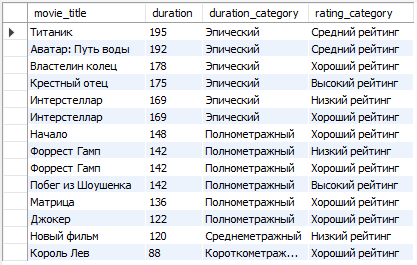 movie_title duration duration_category rating_category
Титаник 195 Эпический Средний рейтинг
Аватар: Путь воды 192 Эпический Средний рейтинг
Властелин колец 178 Эпический Хороший рейтинг
Крестный отец 175 Эпический Высокий рейтинг
Интерстеллар 169 Эпический Низкий рейтинг
Интерстеллар 169 Эпический Хороший рейтинг
Начало 148 Полнометражный Хороший рейтинг
Форрест Гамп 142 Полнометражный Низкий рейтинг
Форрест Гамп 142 Полнометражный Хороший рейтинг
Побег из Шоушенка 142 Полнометражный Высокий рейтинг
Матрица 136 Полнометражный Хороший рейтинг
Джокер 122 Полнометражный Хороший рейтинг
Новый фильм 120 Среднеметражный Низкий рейтинг
Король Лев 88 Короткометраж... Хороший рейтинг